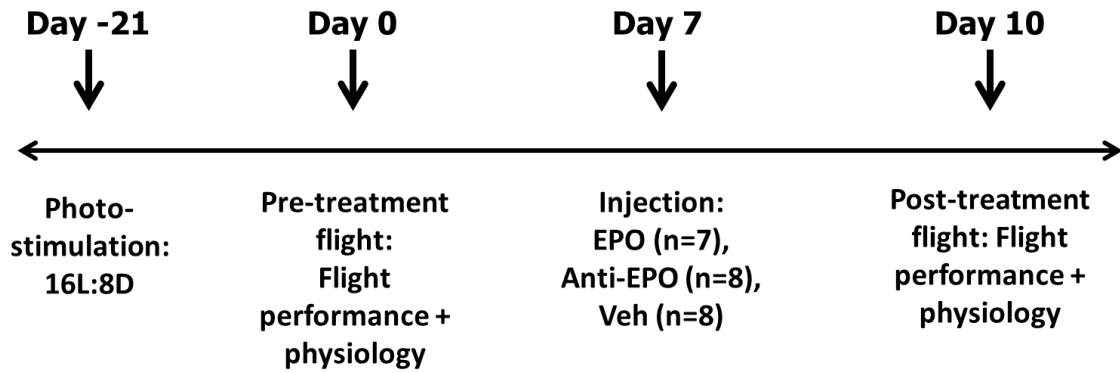 Day -21
Day 0
Day 7
Day 10
Photo-
stimulation:
16L:8D
Pre-treatment
flight:
Flight
performance +
physiology
Injection:
EPO (n=7),
Anti-EPO (n=8),
Veh (n=8)
Post-treatment
flight: Flight
performance +
physiology